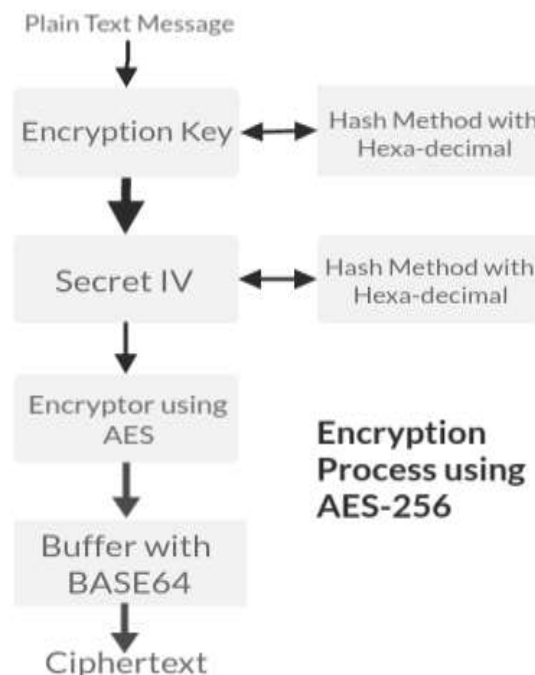 Plain Text Message
Encryption Key
Hash Method with
Hexa-decimal
Secret IV
Hash Method with
Hexa-decimal
Encryptor using
AES
Encryption
Process using
AES-256
Buffer with
BASE64
Ciphertext